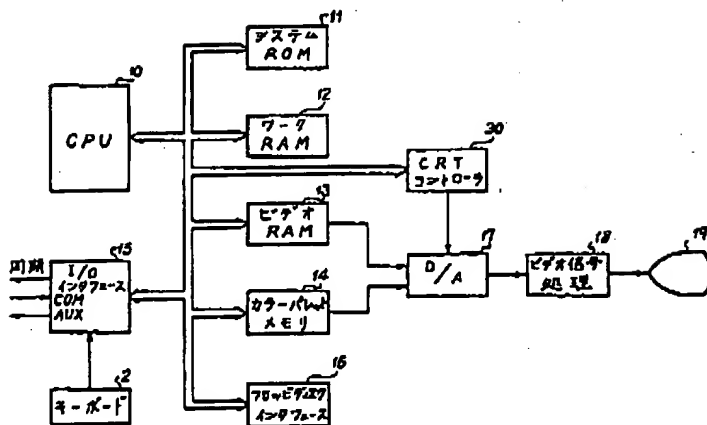 11
システム
ROM
10
CPU
12
ワーク
RAM
30
CRT
コントローラ
13
ビデオ
RAM
17
D/A
18
ビデオ信号
処理
19
15
同期
I/O
インタフェース
COM
AUX
14
カラーパレット
メモリ
2
キーボード
16
フロッピディスク
インタフェース